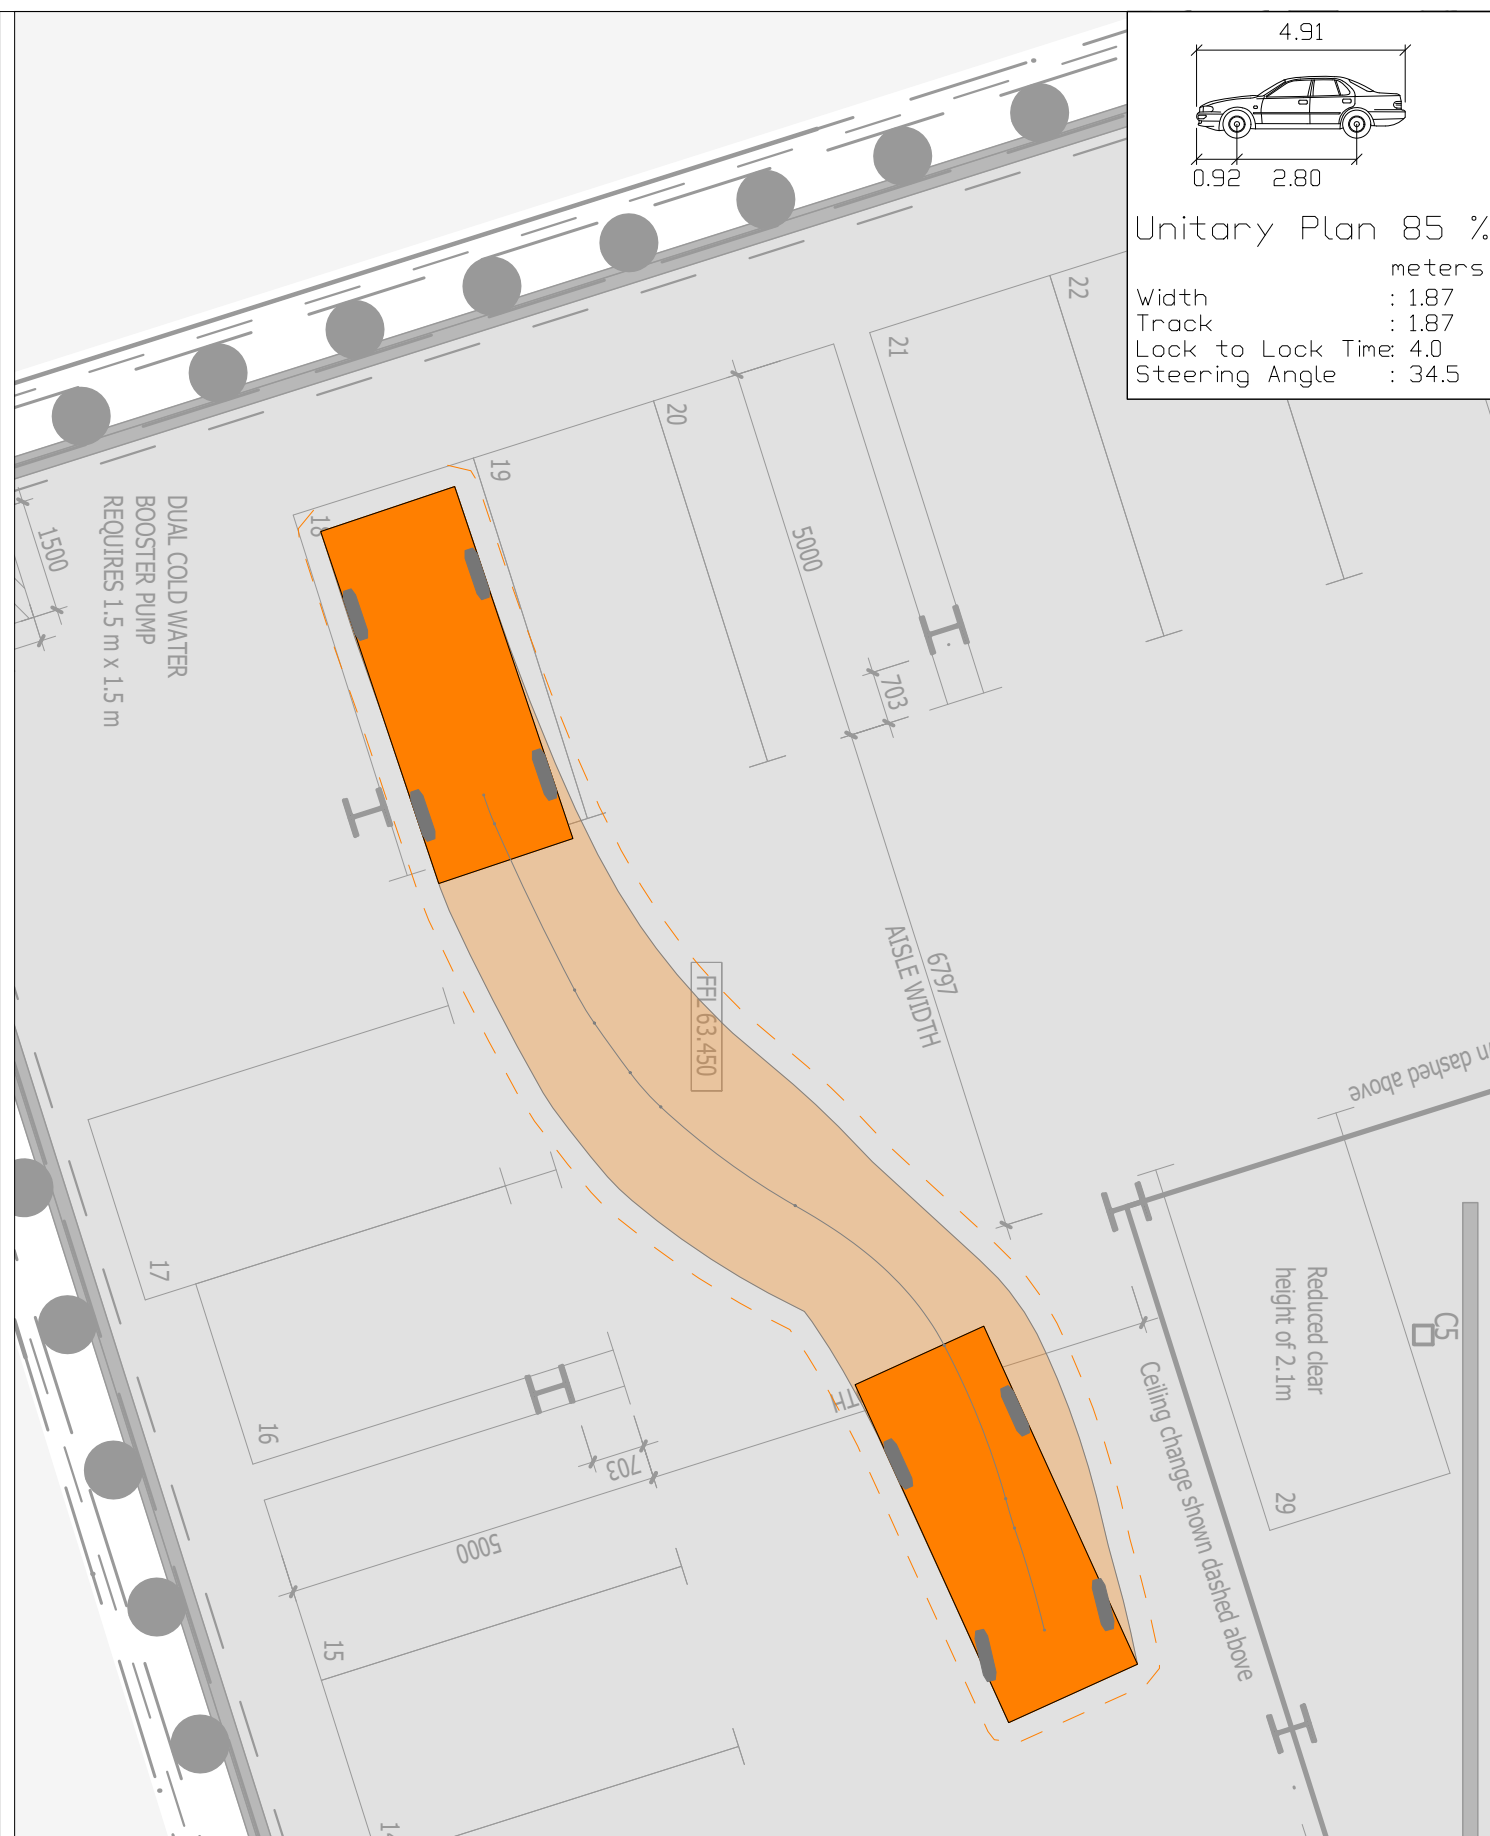 4.91
0.92 2.80
Unitary Plan 85 %
meters
Width : 1.87
Track : 1.87
Lock to Lock Time: 4.0
Steering Angle : 34.5
22
21
20
19
18
5000
703
1500
DUAL COLD WATER
BOOSTER PUMP
REQUIRES 1.5 m x 1.5 m
6797
AISLE WIDTH
FFL 63.450
dashed above
17
16
703
TH
5000
15
Reduced clear
height of 2.1m
C5
29
Ceiling change shown dashed above